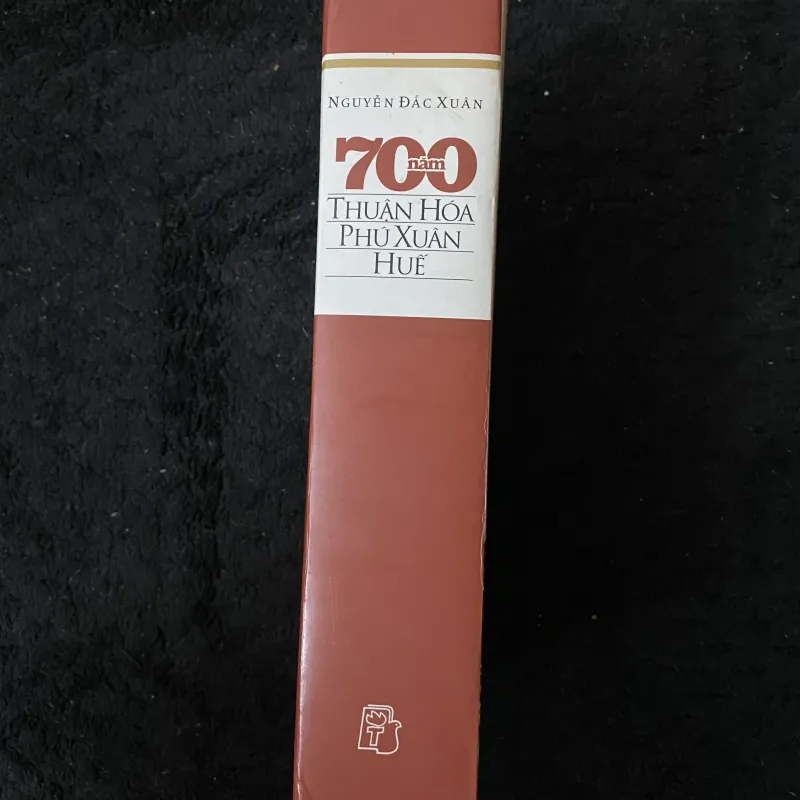 NGUYỄN ĐẮC XUÂN
700
năm
THUẬN HÓA
PHÚ XUÂN
HUẾ
T